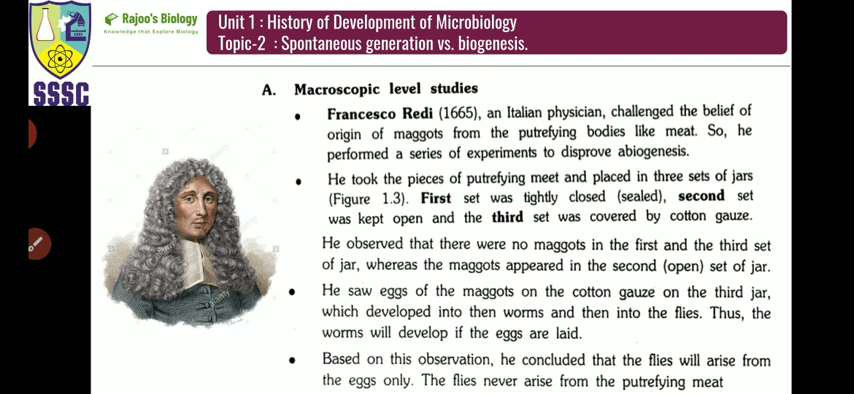 Rajoo's Biology
Knowledge that Explore Biology
Unit 1 : History of Development of Microbiology
Topic-2 : Spontaneous generation vs. biogenesis.
SSSC
A. Macroscopic level studies
• Francesco Redi (1665), an Italian physician, challenged the belief of
origin of maggots from the putrefying bodies like meat. So, he
performed a series of experiments to disprove abiogenesis.
• He took the pieces of putrefying meet and placed in three sets of jars
(Figure 1.3). First set was tightly closed (sealed), second set
was kept open and the third set was covered by cotton gauze.
He observed that there were no maggots in the first and the third set
of jar, whereas the maggots appeared in the second (open) set of jar.
• He saw eggs of the maggots on the cotton gauze on the third jar,
which developed into then worms and then into the flies. Thus, the
worms will develop if the eggs are laid.
• Based on this observation, he concluded that the flies will arise from
the eggs only. The flies never arise from the putrefying meat